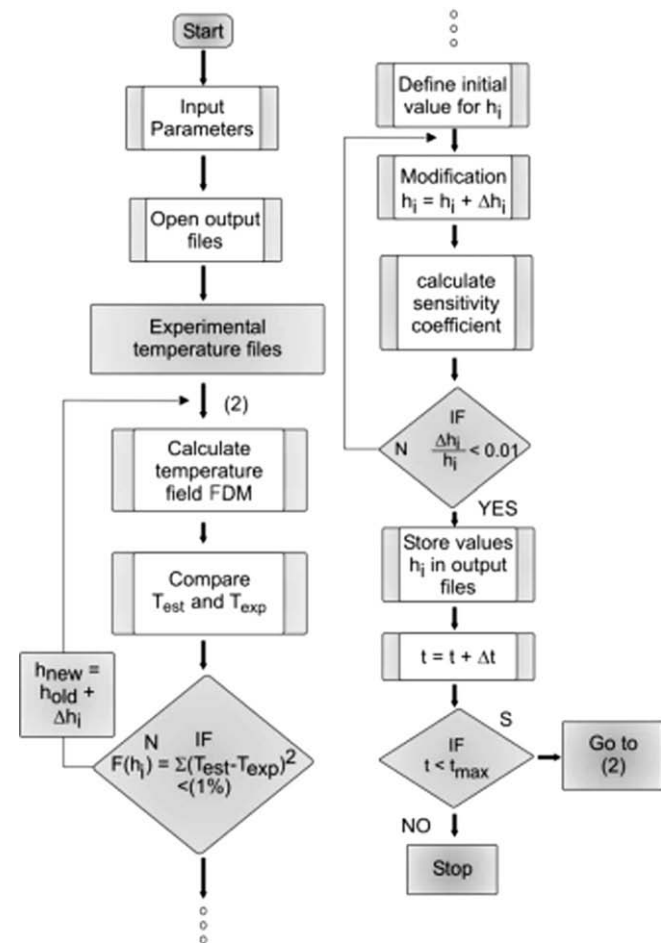 Start
Input
Parameters
Open output
files
Experimental
temperature files
(2)
Calculate
temperature
field FDM
Compare
Test and Texp
hnew =
hold +
Δhi
N IF
F(hi) = Σ(Test-Texp)2
<(1%)
Define initial
value for hi
Modification
hi = hi + Δhi
calculate
sensitivity
coefficient
IF
N Δhi
hi < 0.01
YES
Store values
hi in output
files
t = t + Δt
S
IF
t < tmax
Go to
(2)
NO
Stop